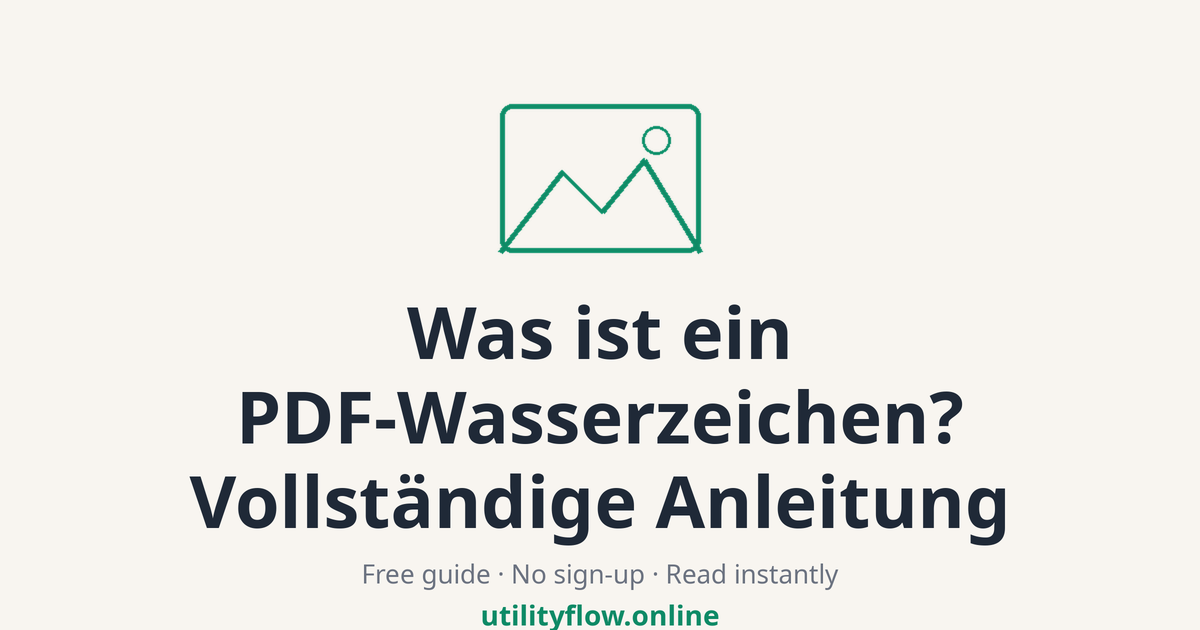 Was ist ein
PDF-Wasserzeichen?
Vollständige Anleitung
Free guide · No sign-up · Read instantly
utilityflow.online